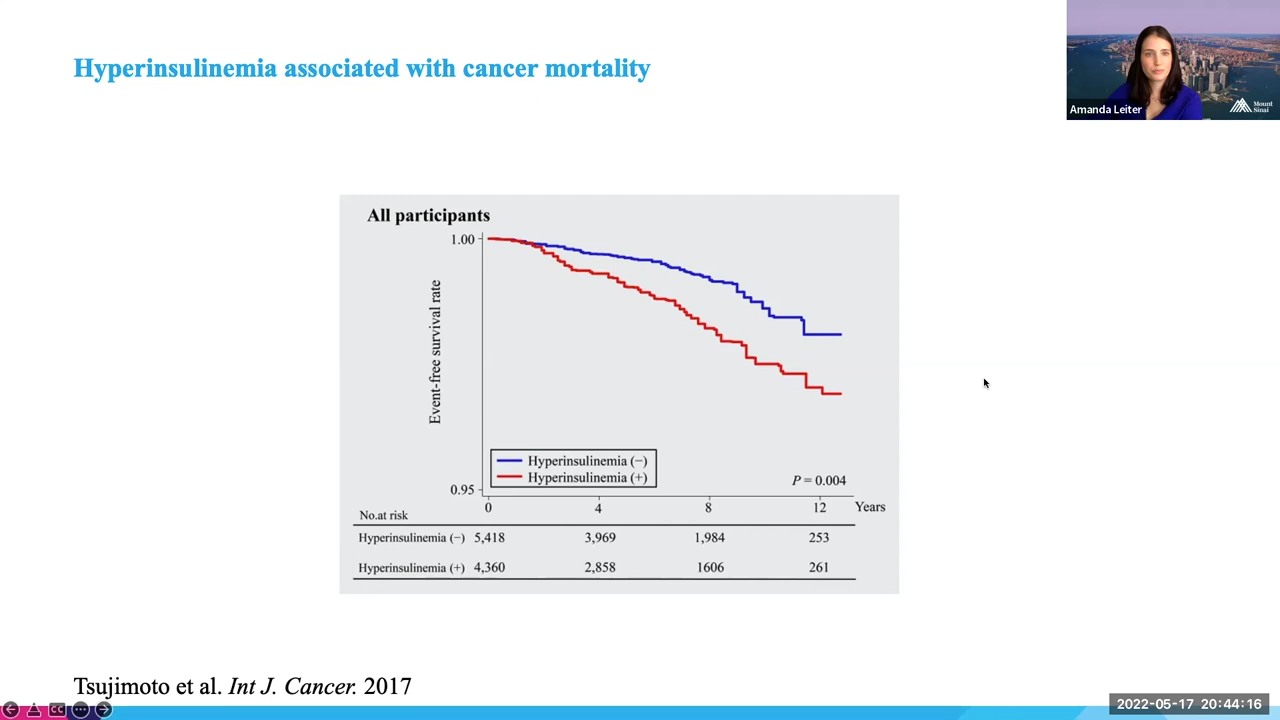 Hyperinsulinemia associated with cancer mortality
Amanda Leiter
Mount
Sinai
All participants
1.00
Event-free survival rate
Hyperinsulinemia (−)
Hyperinsulinemia (+)
P = 0.004
0.95
0 4 8 12 Years
No.at risk
Hyperinsulinemia (−) 5,418 3,969 1,984 253
Hyperinsulinemia (+) 4,360 2,858 1606 261
Tsujimoto et al. Int J. Cancer. 2017
CC
2022-05-17 20:44:16